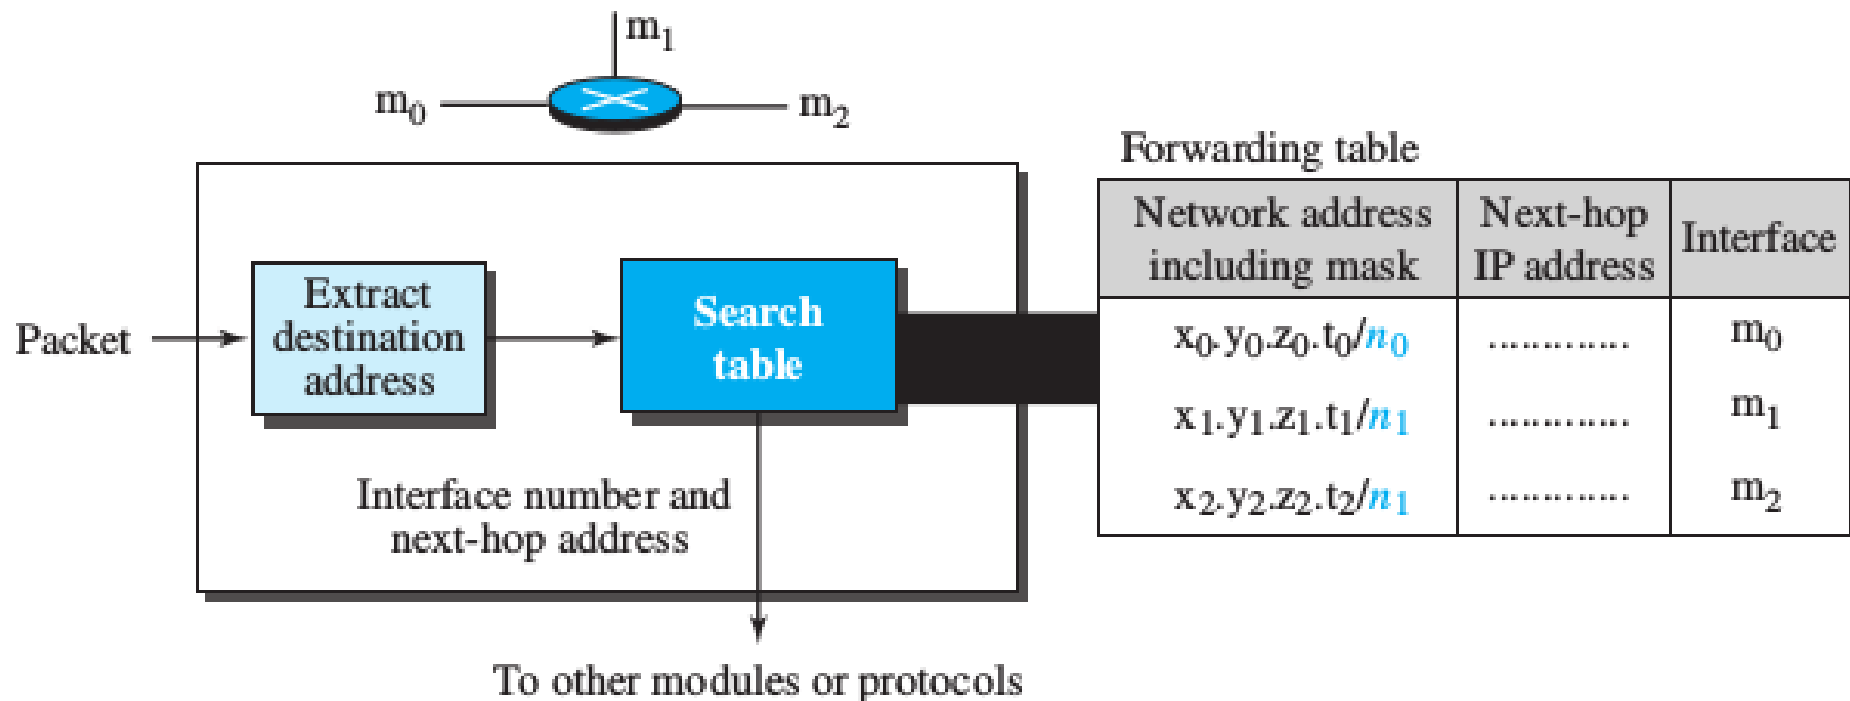 m₁
m₀
m₂
Forwarding table
Network address
including mask
Next-hop
IP address
Interface
Packet
Extract
destination
address
Search
table
x₀.y₀.z₀.t₀/n₀ ............. m₀
x₁.y₁.z₁.t₁/n₁ ............. m₁
x₂.y₂.z₂.t₂/n₁ ............. m₂
Interface number and
next-hop address
To other modules or protocols